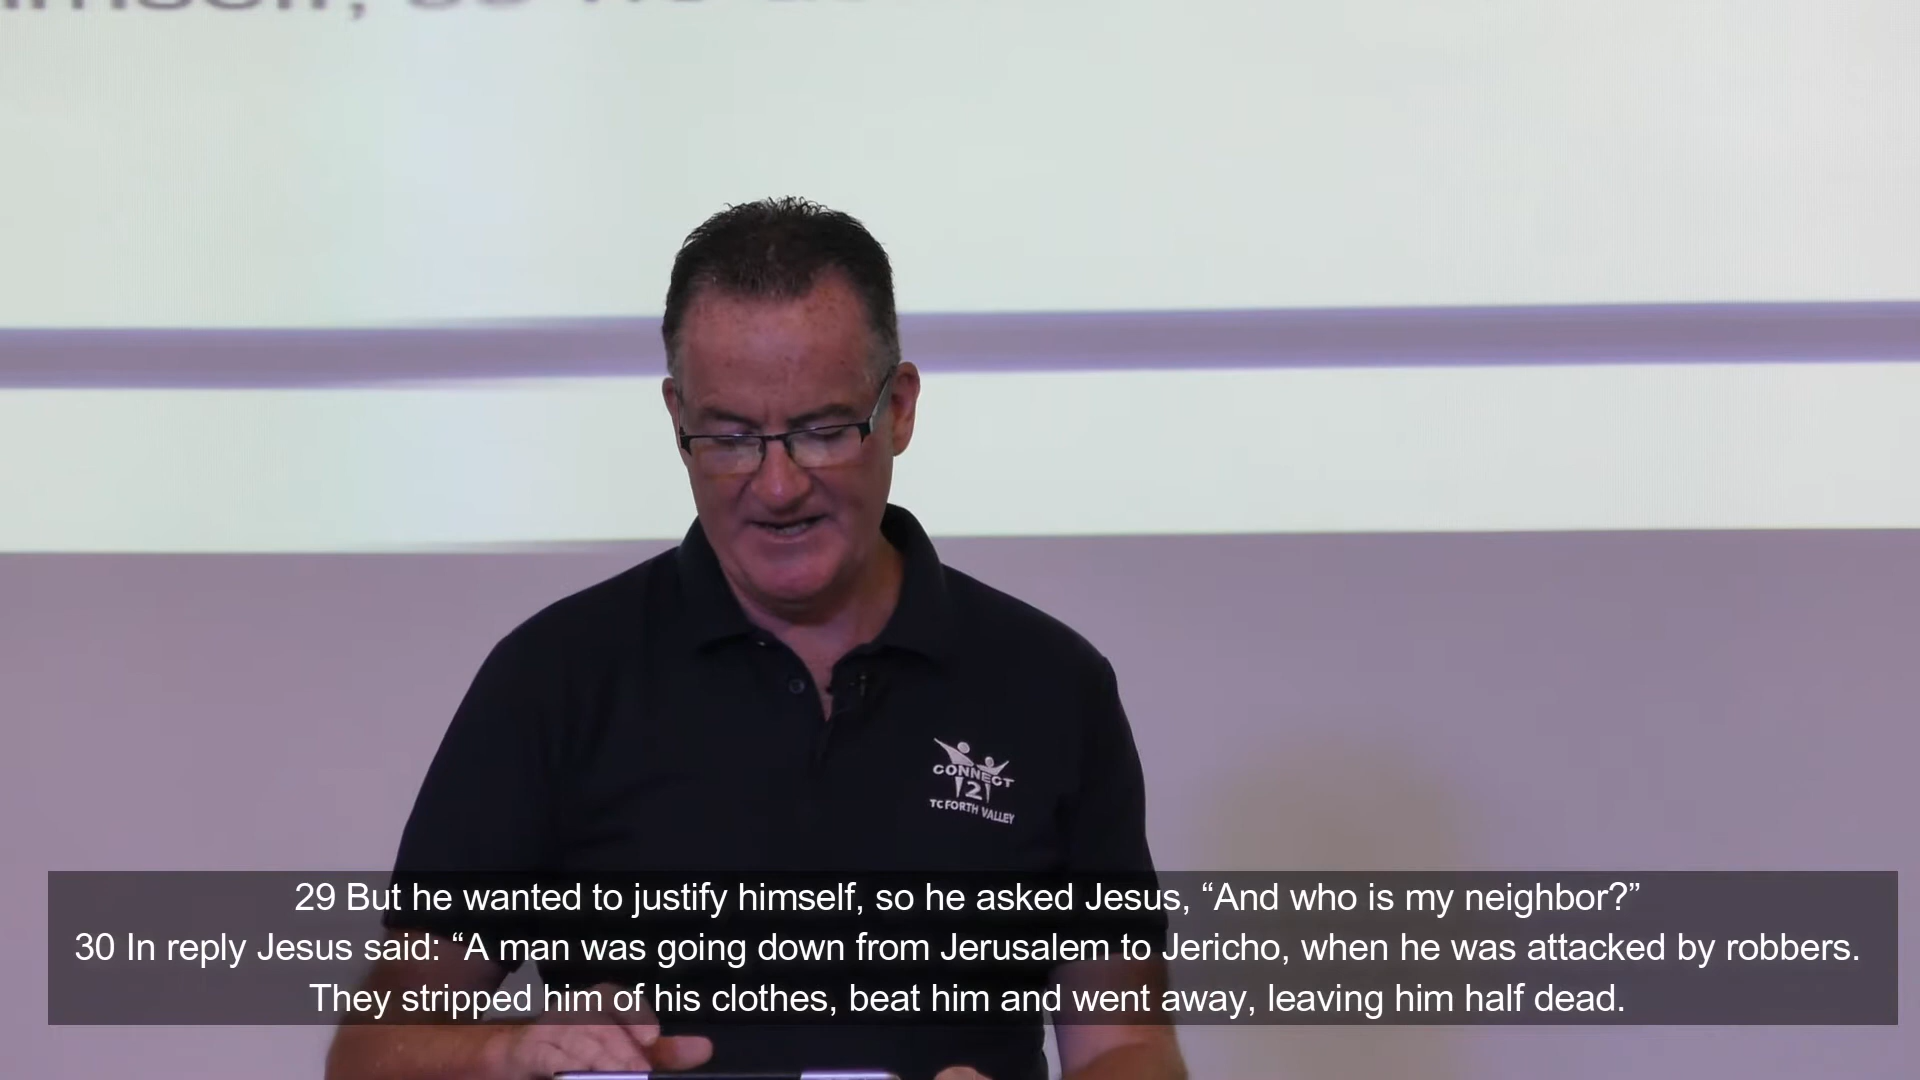 CONNECT
121
TC FORTH VALLEY
29 But he wanted to justify himself, so he asked Jesus, “And who is my neighbor?”
30 In reply Jesus said: “A man was going down from Jerusalem to Jericho, when he was attacked by robbers.
They stripped him of his clothes, beat him and went away, leaving him half dead.